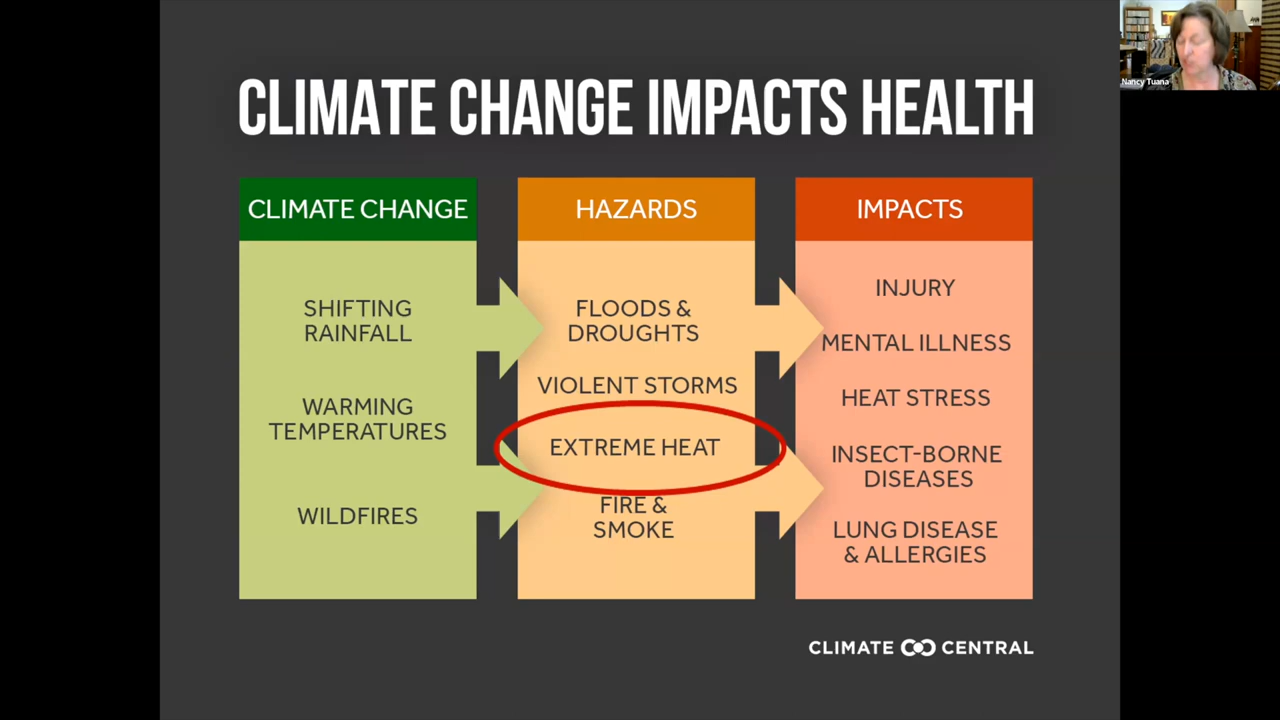 CLIMATE CHANGE IMPACTS HEALTH
CLIMATE CHANGE
SHIFTING
RAINFALL
WARMING
TEMPERATURES
WILDFIRES
HAZARDS
FLOODS &
DROUGHTS
VIOLENT STORMS
EXTREME HEAT
FIRE &
SMOKE
IMPACTS
INJURY
MENTAL ILLNESS
HEAT STRESS
INSECT-BORNE
DISEASES
LUNG DISEASE
& ALLERGIES
CLIMATE CENTRAL
Nancy Tuana